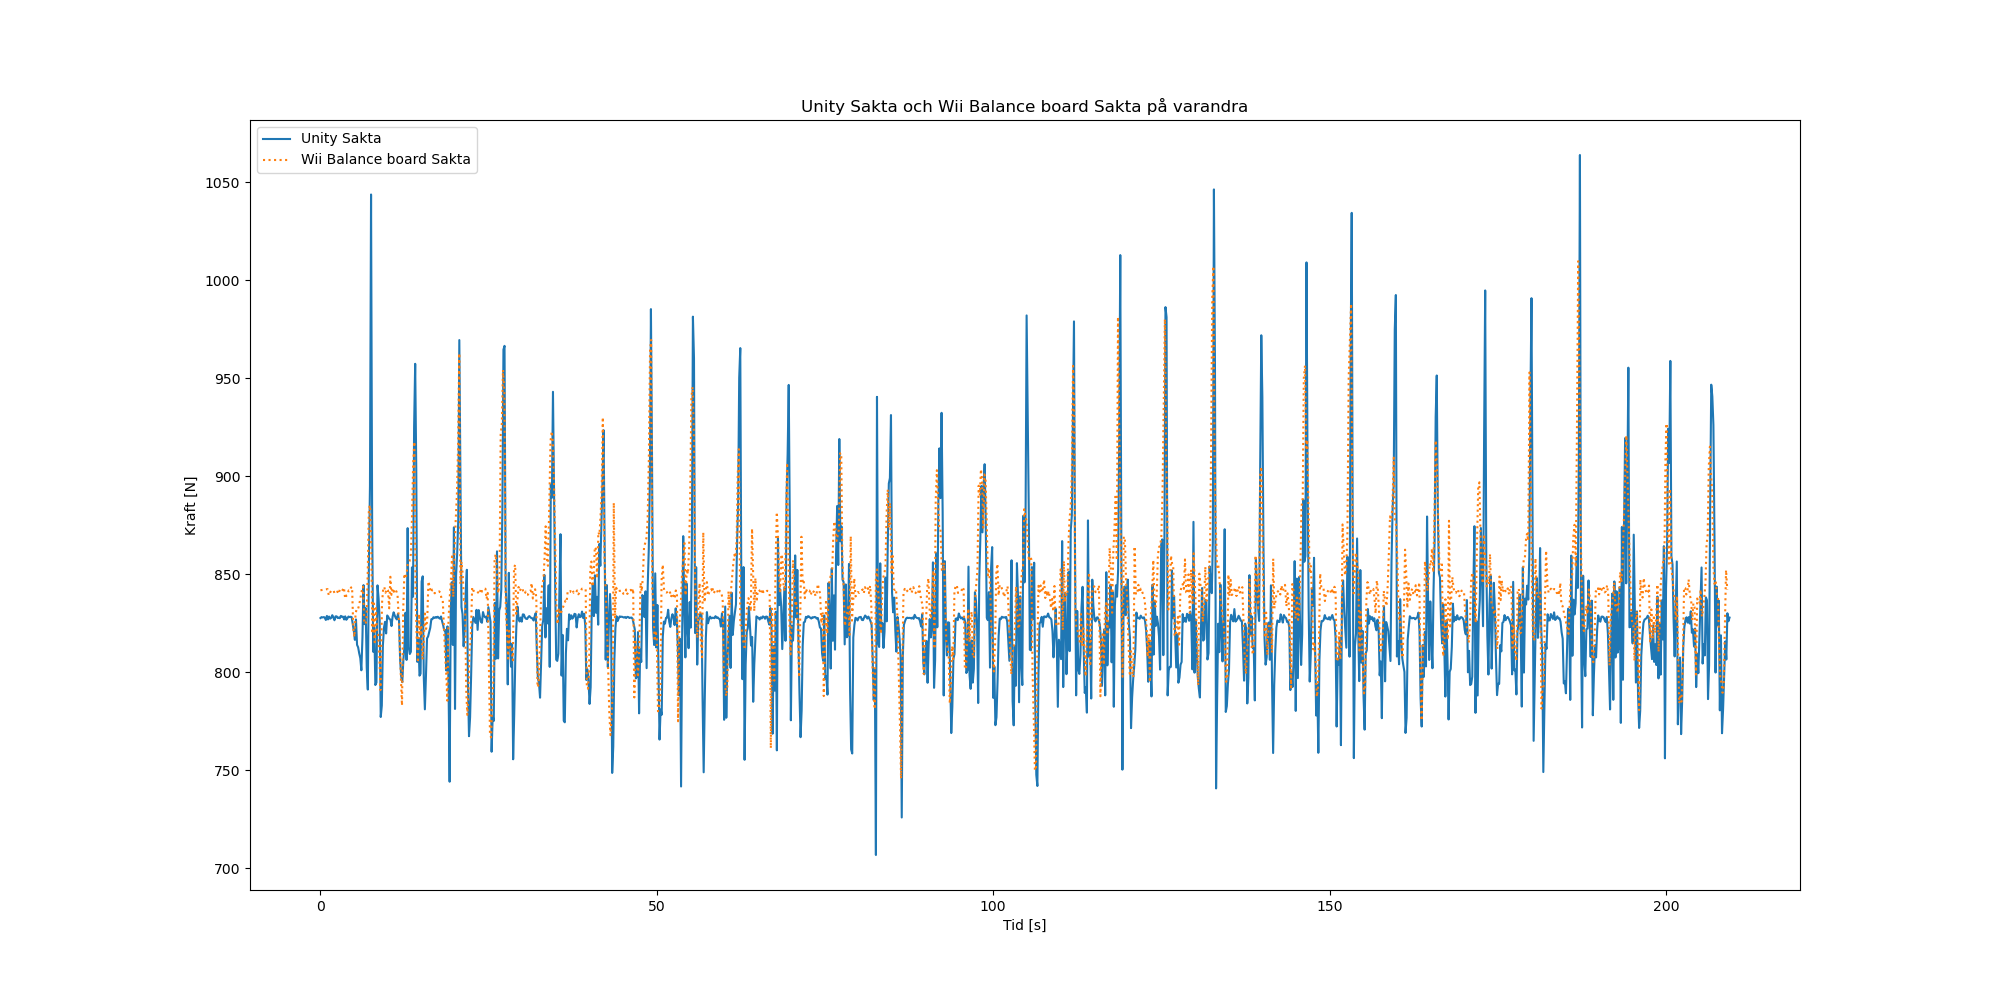 Unity Sakta och Wii Balance board Sakta på varandra
Unity Sakta
Wii Balance board Sakta
Kraft [N]
1050
1000
950
900
850
800
750
700
0 50 100 150 200
Tid [s]